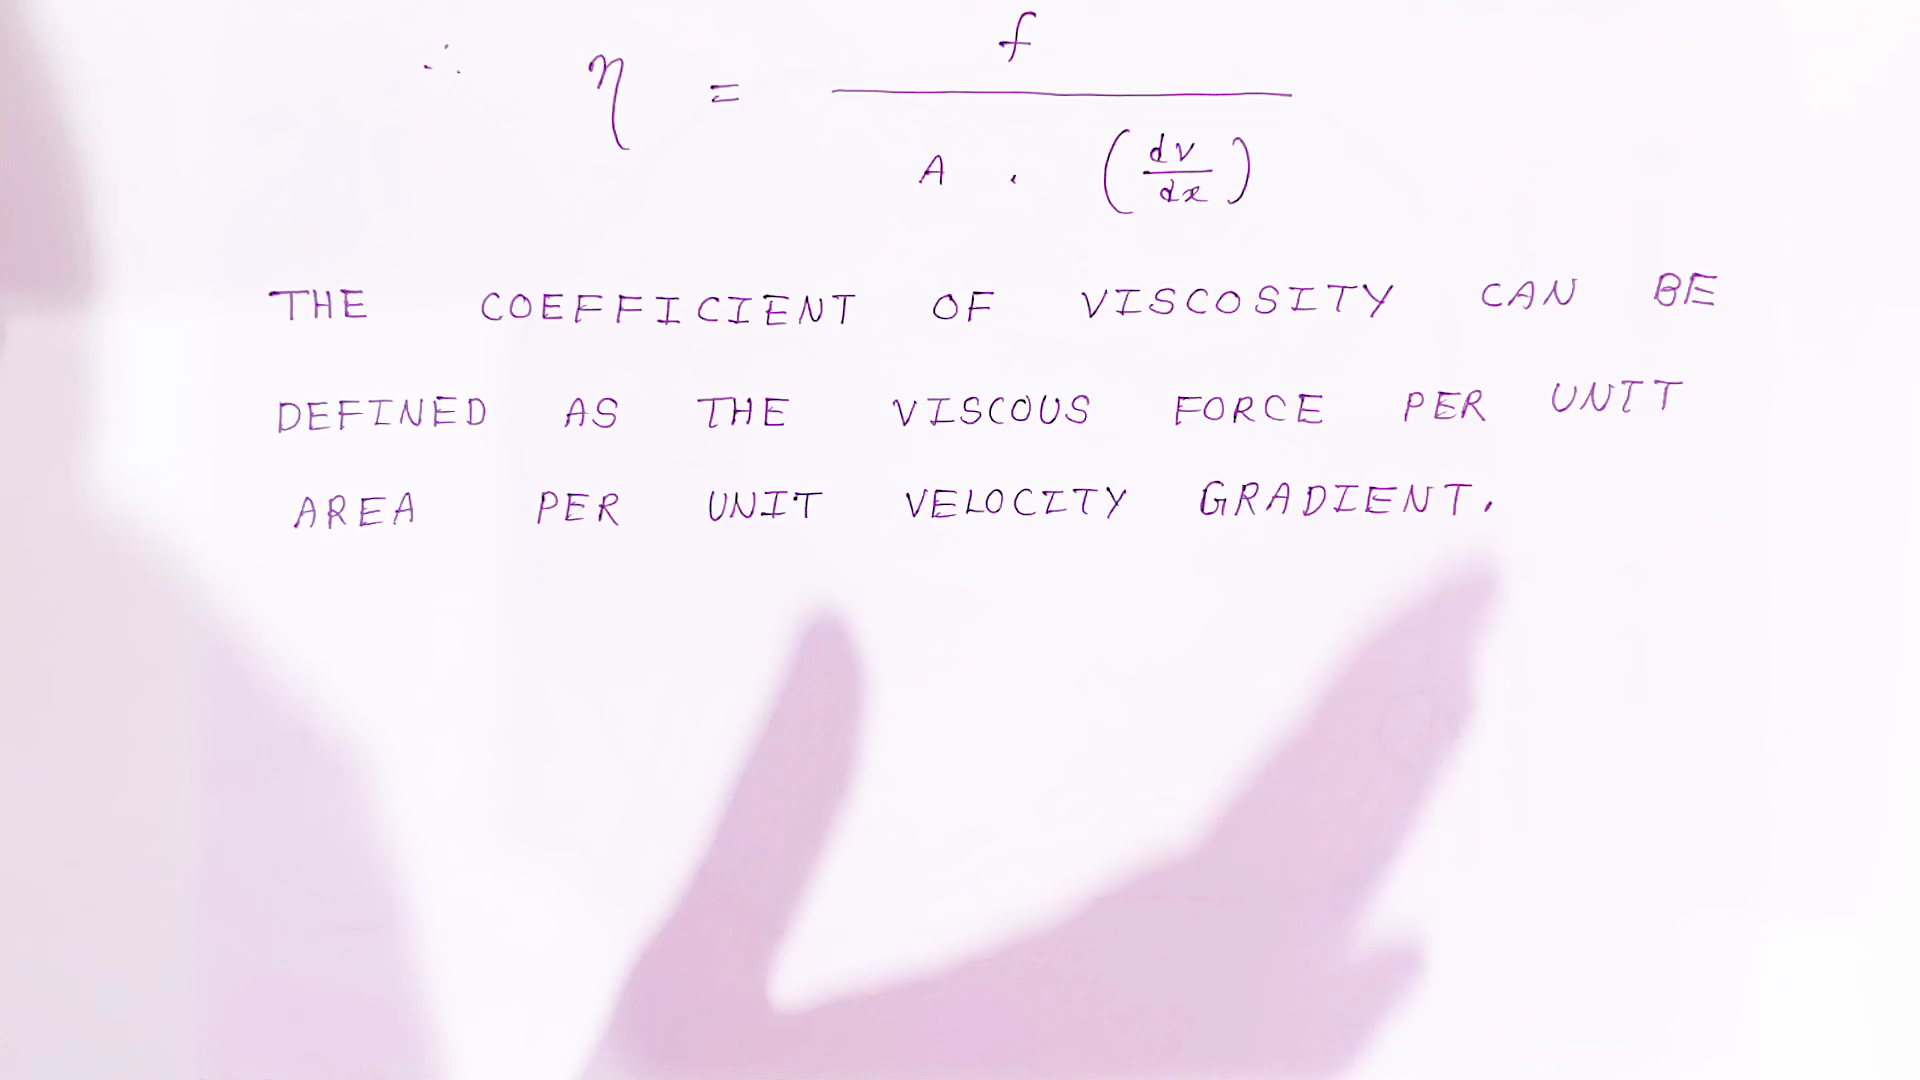 ∴ η = f / A . (dv/dx)
THE COEFFICIENT OF VISCOSITY CAN BE
DEFINED AS THE VISCOUS FORCE PER UNIT
AREA PER UNIT VELOCITY GRADIENT.